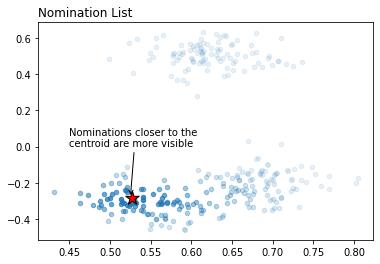 Nomination List
0.6
0.4
0.2
0.0
−0.2
−0.4
Nominations closer to the
centroid are more visible
0.45 0.50 0.55 0.60 0.65 0.70 0.75 0.80